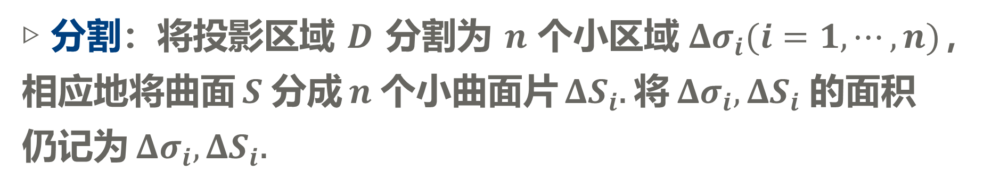 ▷ 分割：将投影区域 D 分割为 n 个小区域 Δσᵢ(i = 1, ⋯ , n) ,
相应地将曲面 S 分成 n 个小曲面片 ΔSᵢ. 将 Δσᵢ, ΔSᵢ 的面积
仍记为 Δσᵢ, ΔSᵢ.